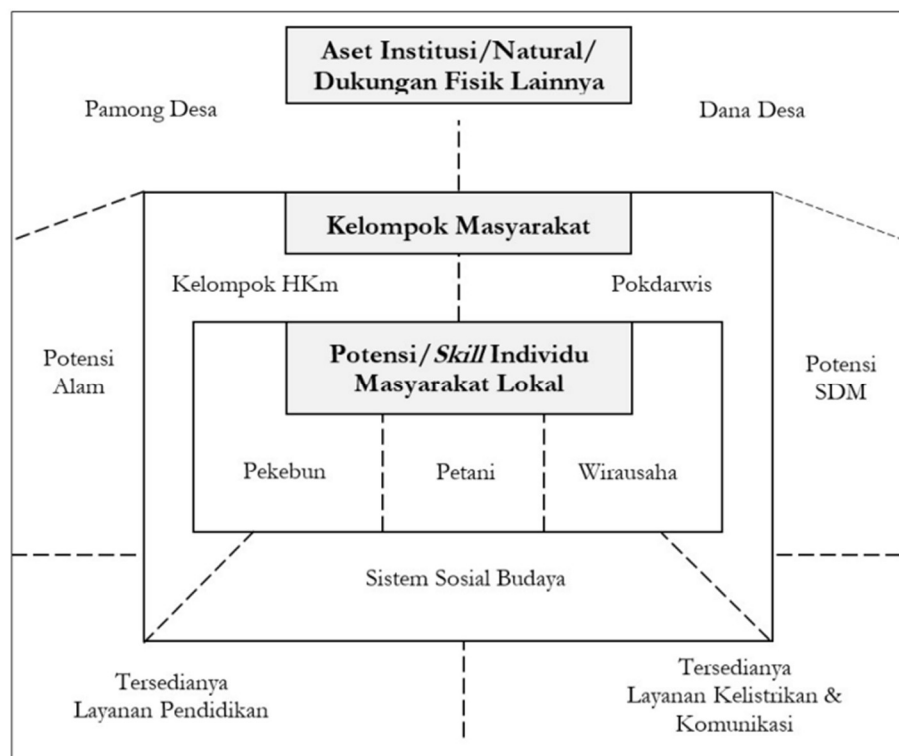 Aset Institusi/Natural/
Dukungan Fisik Lainnya
Pamong Desa
Dana Desa
Kelompok Masyarakat
Kelompok HKm
Pokdarwis
Potensi/Skill Individu
Masyarakat Lokal
Potensi
Alam
Potensi
SDM
Pekebun
Petani
Wirausaha
Sistem Sosial Budaya
Tersedianya
Layanan Pendidikan
Tersedianya
Layanan Kelistrikan &
Komunikasi